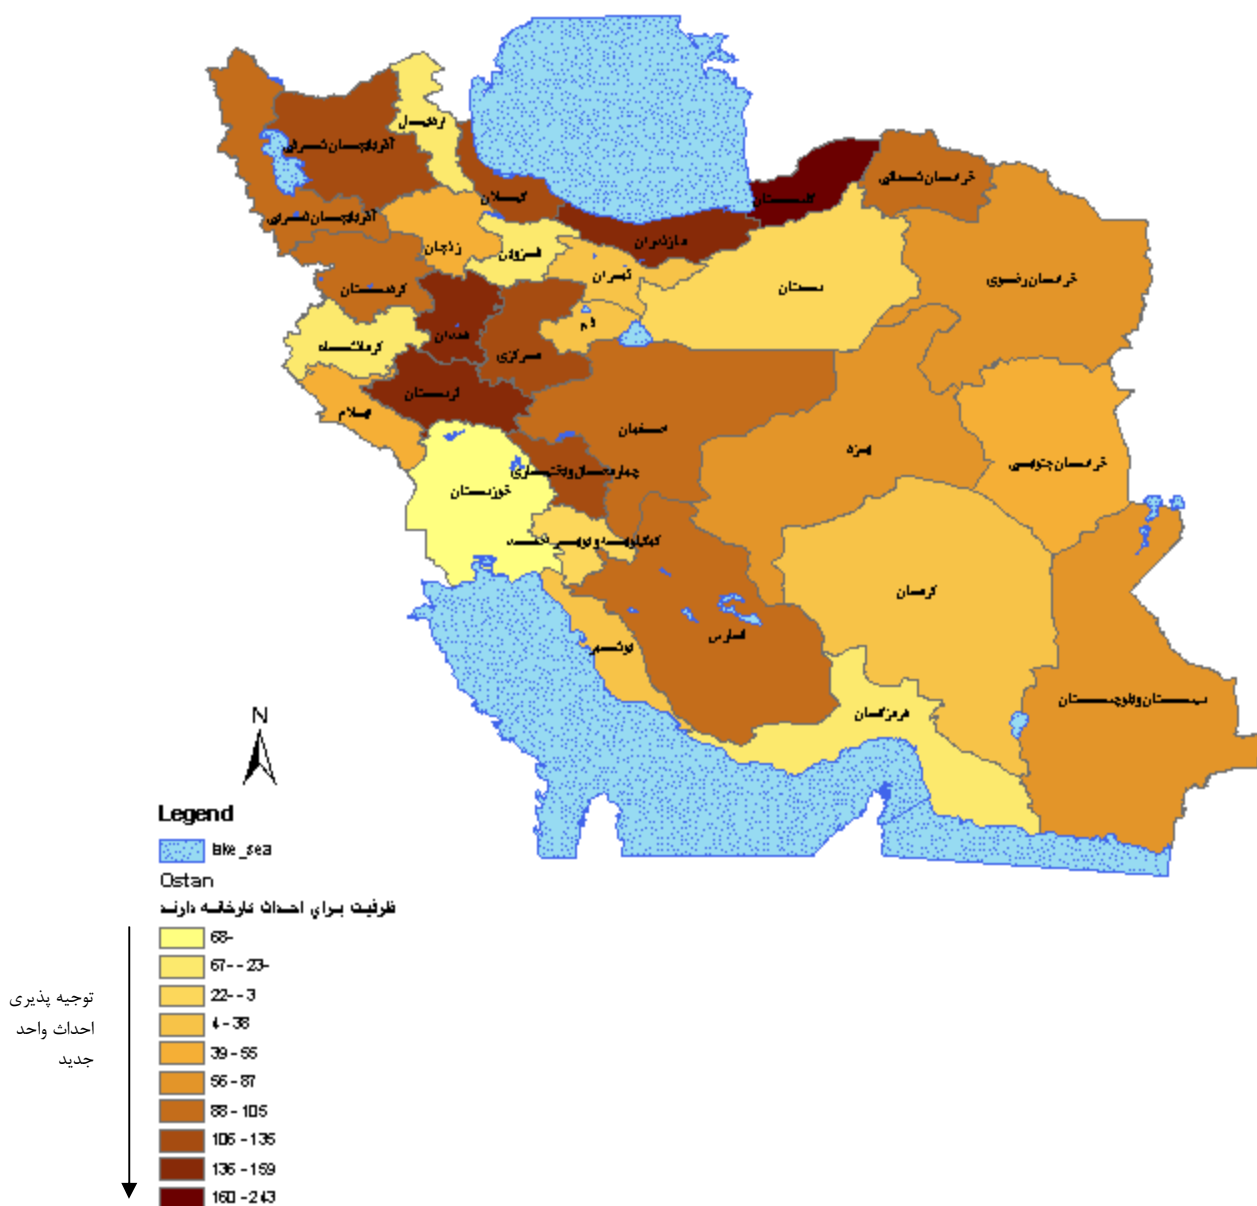 اردبیل
آذربایجان شرقی
خراسان شمالی
گلستان
گیلان
آذربایجان غربی
مازندران
زنجان
قزوین
تهران
خراسان رضوی
سمنان
کردستان
قم
همدان
کرمانشاه
مرکزی
لرستان
ایلام
اصفهان
یزد
خراسان جنوبی
چهارمحال و بختیاری
خوزستان
کهگیلویه و بویر احمد
کرمان
فارس
بوشهر
سیستان و بلوچستان
هرمزگان
N
Legend
lake_sea
Ostan
ظرفیت برای احداث کارخانه دارند
68-
67--23-
22--3
4 - 38
39 - 55
56 - 87
88 - 105
106 - 135
136 - 159
160 - 243
توجیه پذیری
احداث واحد
جدید